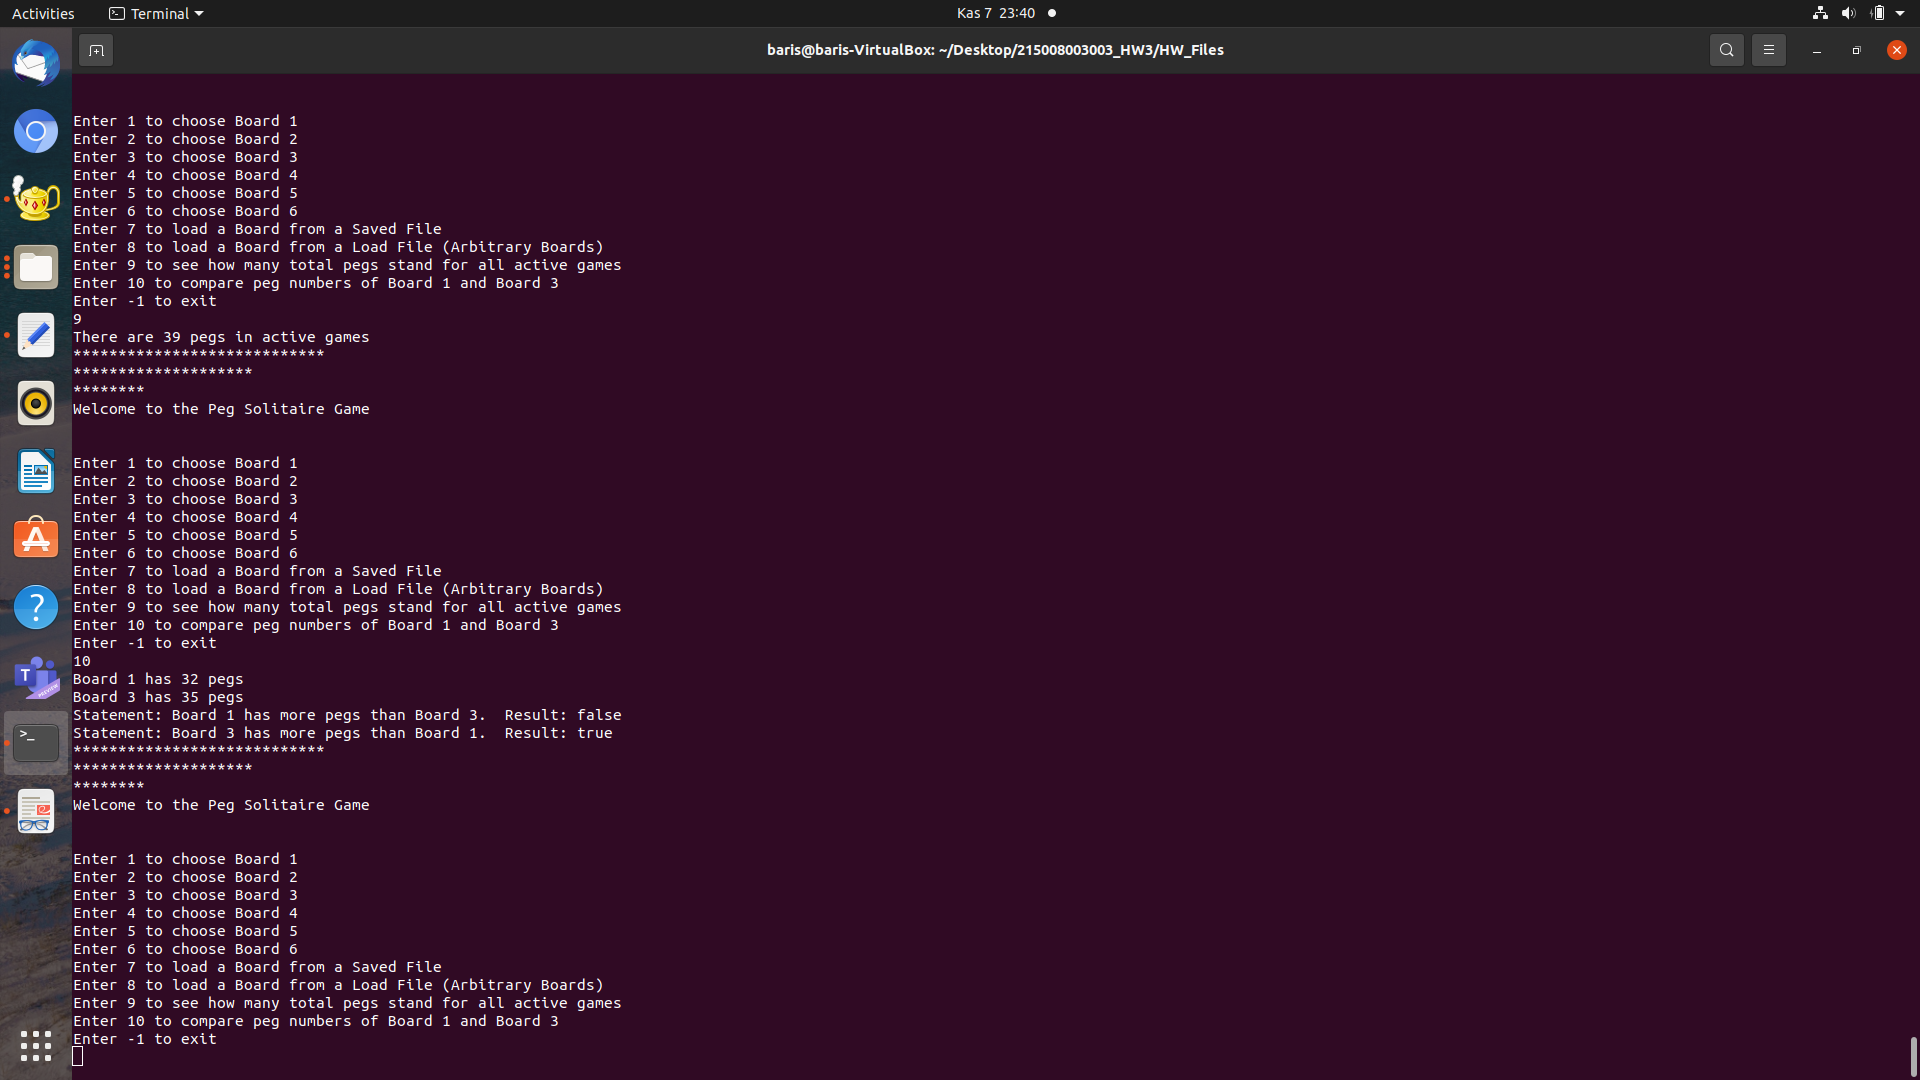 Activities
Terminal
Kas 7 23:40
baris@baris-VirtualBox: ~/Desktop/215008003003_HW3/HW_Files
Enter 1 to choose Board 1
Enter 2 to choose Board 2
Enter 3 to choose Board 3
Enter 4 to choose Board 4
Enter 5 to choose Board 5
Enter 6 to choose Board 6
Enter 7 to load a Board from a Saved File
Enter 8 to load a Board from a Load File (Arbitrary Boards)
Enter 9 to see how many total pegs stand for all active games
Enter 10 to compare peg numbers of Board 1 and Board 3
Enter -1 to exit
9
There are 39 pegs in active games
****************************
********************
********
Welcome to the Peg Solitaire Game
Enter 1 to choose Board 1
Enter 2 to choose Board 2
Enter 3 to choose Board 3
Enter 4 to choose Board 4
Enter 5 to choose Board 5
Enter 6 to choose Board 6
Enter 7 to load a Board from a Saved File
Enter 8 to load a Board from a Load File (Arbitrary Boards)
Enter 9 to see how many total pegs stand for all active games
Enter 10 to compare peg numbers of Board 1 and Board 3
Enter -1 to exit
10
Board 1 has 32 pegs
Board 3 has 35 pegs
Statement: Board 1 has more pegs than Board 3.  Result: false
Statement: Board 3 has more pegs than Board 1.  Result: true
****************************
********************
********
Welcome to the Peg Solitaire Game
Enter 1 to choose Board 1
Enter 2 to choose Board 2
Enter 3 to choose Board 3
Enter 4 to choose Board 4
Enter 5 to choose Board 5
Enter 6 to choose Board 6
Enter 7 to load a Board from a Saved File
Enter 8 to load a Board from a Load File (Arbitrary Boards)
Enter 9 to see how many total pegs stand for all active games
Enter 10 to compare peg numbers of Board 1 and Board 3
Enter -1 to exit